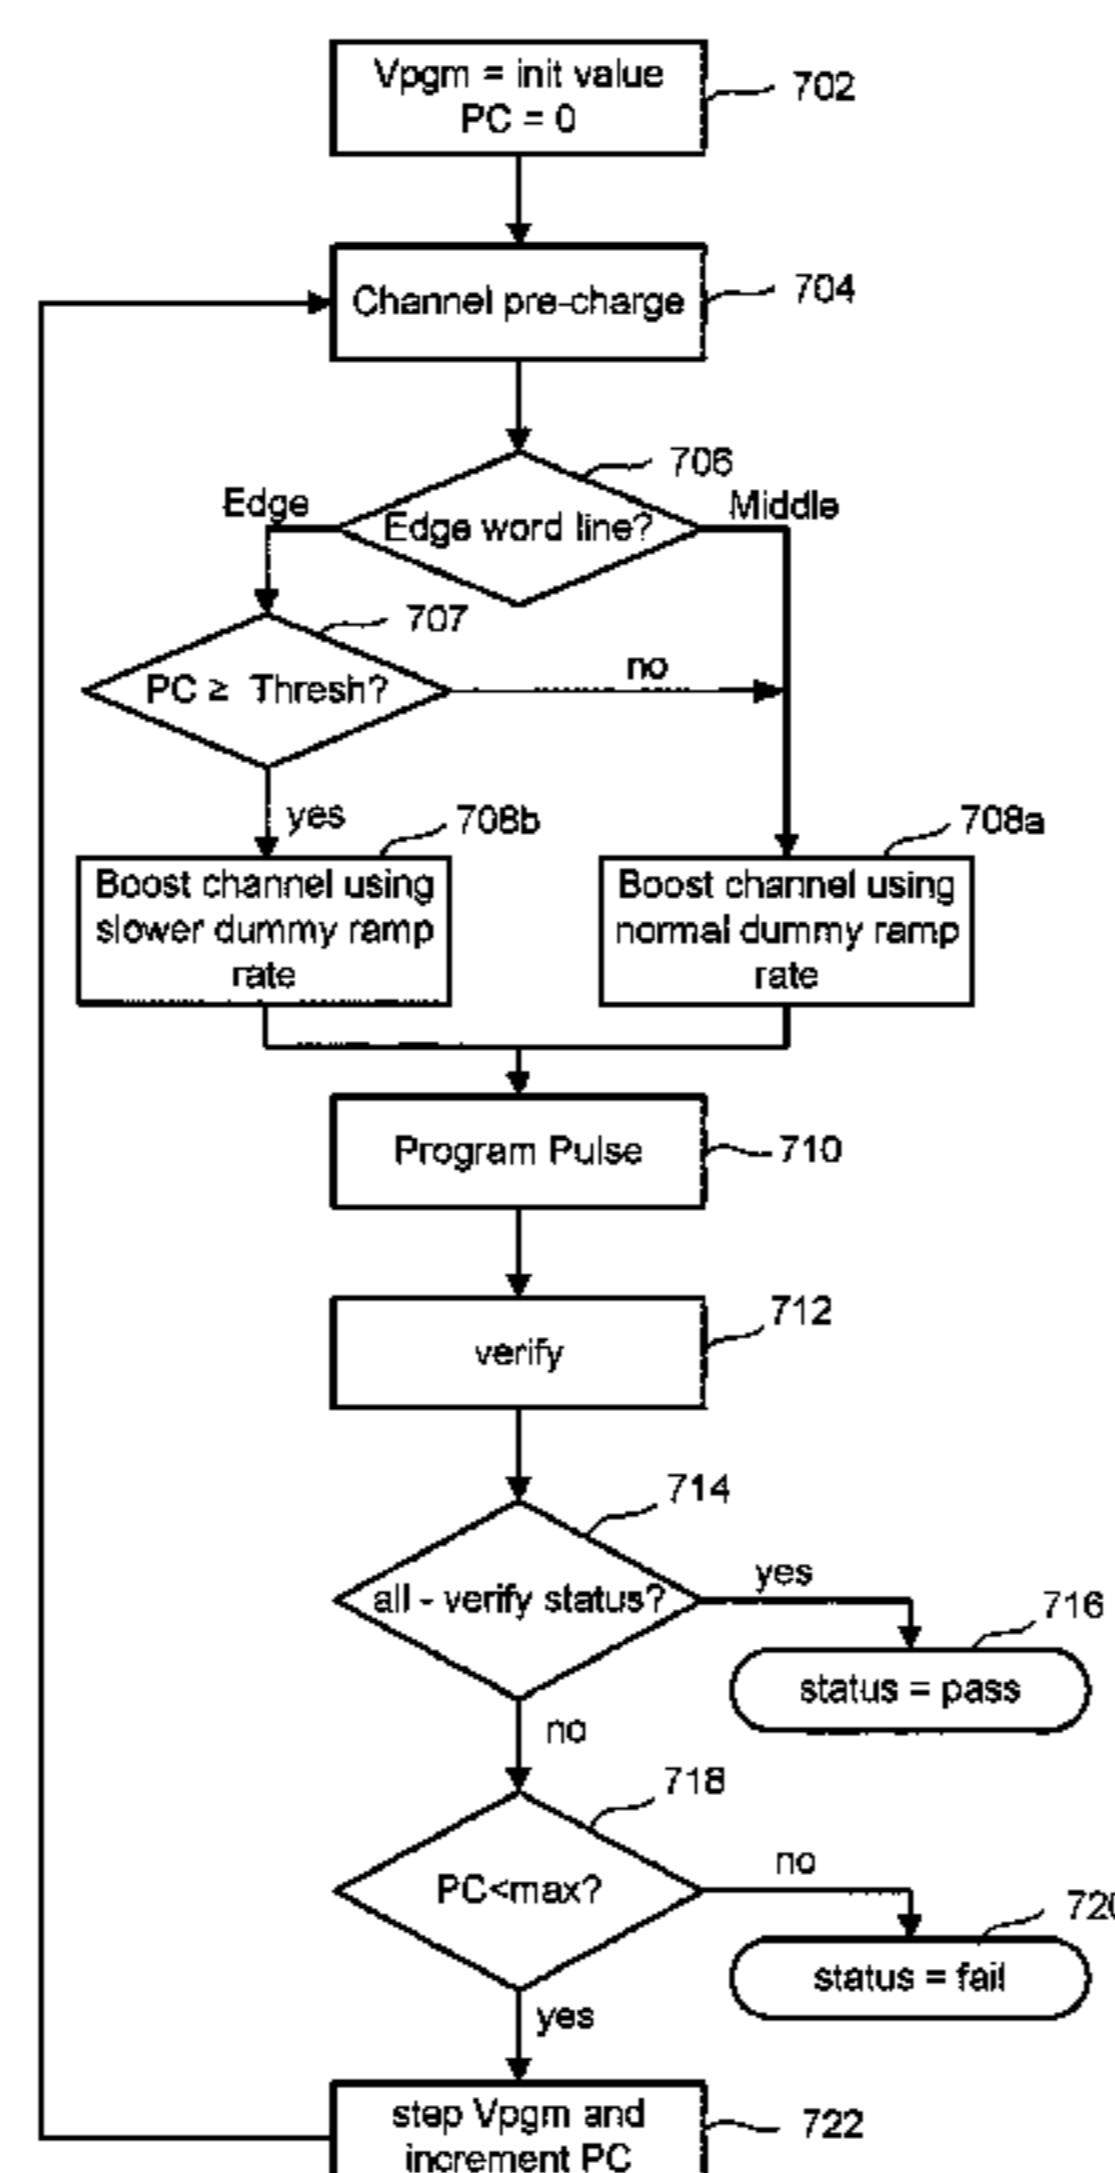 Vpgm = init value
PC = 0
702
Channel pre-charge
704
706
Edge
Edge word line?
Middle
707
PC ≥ Thresh?
no
yes
708b
708a
Boost channel using
slower dummy ramp
rate
Boost channel using
normal dummy ramp
rate
Program Pulse
710
verify
712
714
all - verify status?
yes
716
status = pass
no
718
PC<max?
no
720
status = fail
yes
step Vpgm and
increment PC
722